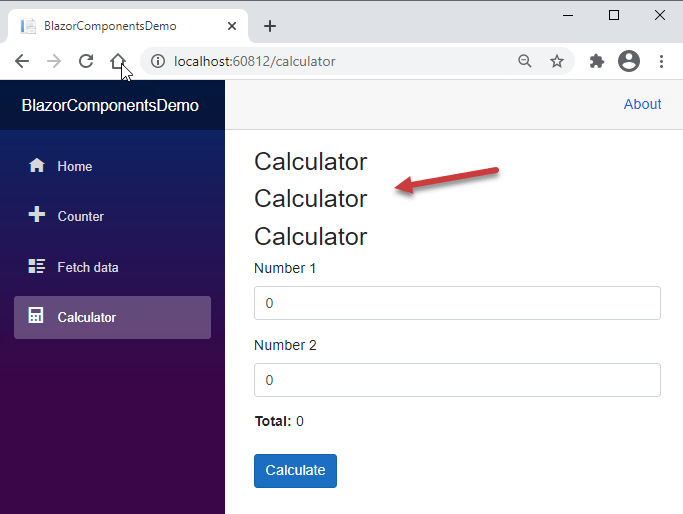 BlazorComponentsDemo
localhost:60812/calculator
BlazorComponentsDemo
About
Home
Counter
Fetch data
Calculator
Calculator
Calculator
Calculator
Number 1
0
Number 2
0
Total: 0
Calculate